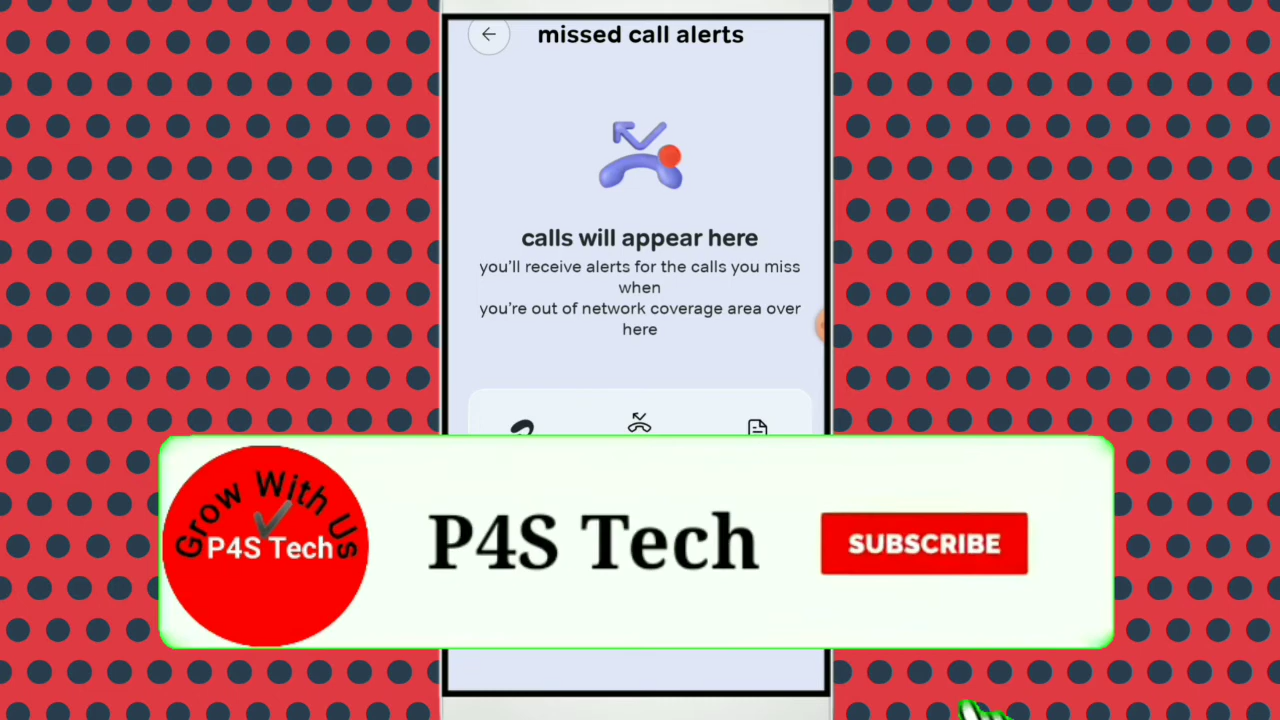 missed call alerts
calls will appear here
you'll receive alerts for the calls you miss
when
you're out of network coverage area over
here
Grow With Us
P4S Tech
P4S Tech
SUBSCRIBE